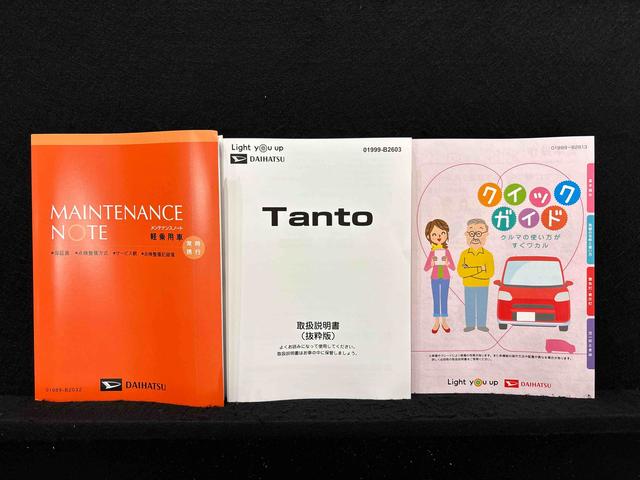 MAINTENANCE
NOTE
メンテナンスノート
軽乗用車
常時
携行
●保証書 ●点検整備方式 ●サービス網 ●点検整備記録簿
DAIHATSU
01999-B2032
Light you up
DAIHATSU
01999-B2603
Tanto
取扱説明書
(抜粋版)
よくお読みになって使用してください。
取扱説明書はお車の中に保管しましょう。
01999-B2613
クイック
ガイド
クルマの使い方が
すぐワカル
Light you up
DAIHATSU